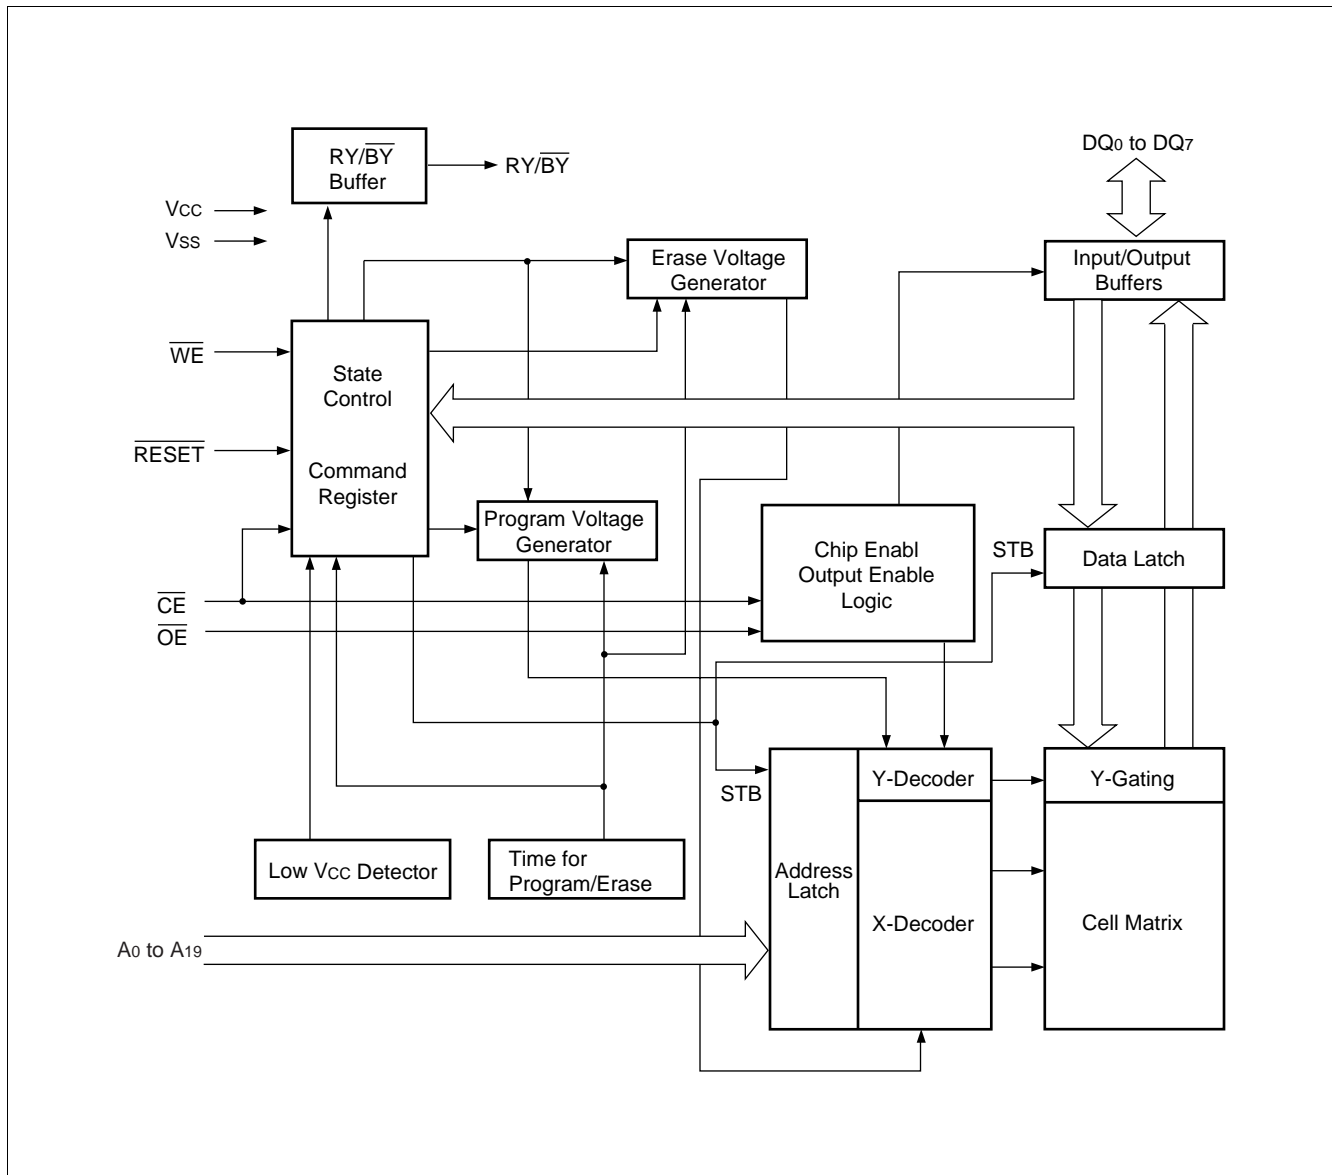 RY/BY
Buffer
RY/BY
DQ0 to DQ7
VCC
VSS
Erase Voltage
Generator
Input/Output
Buffers
WE
State
Control
RESET
Command
Register
Program Voltage
Generator
Chip Enabl
Output Enable
Logic
STB
Data Latch
CE
OE
STB
Y-Decoder
Y-Gating
Low VCC Detector
Time for
Program/Erase
Address
Latch
X-Decoder
Cell Matrix
A0 to A19